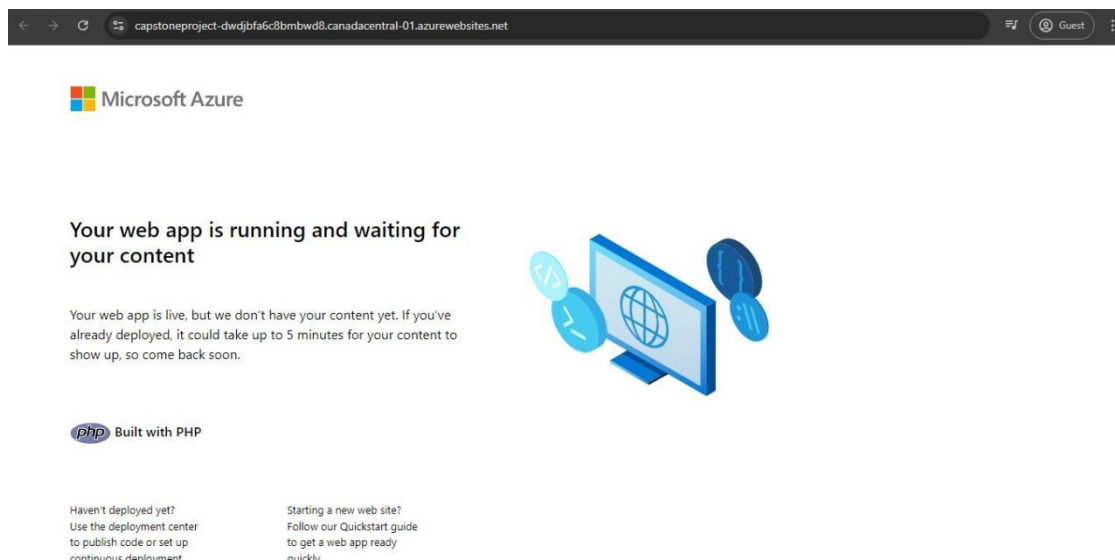 capstoneproject-dwdjbfa6c8bmbwd8.canadacentral-01.azurewebsites.net
Guest
Microsoft Azure
Your web app is running and waiting for
your content
Your web app is live, but we don't have your content yet. If you've
already deployed, it could take up to 5 minutes for your content to
show up, so come back soon.
php Built with PHP
Haven't deployed yet?
Use the deployment center
to publish code or set up
continuous deployment
Starting a new web site?
Follow our Quickstart guide
to get a web app ready
quickly